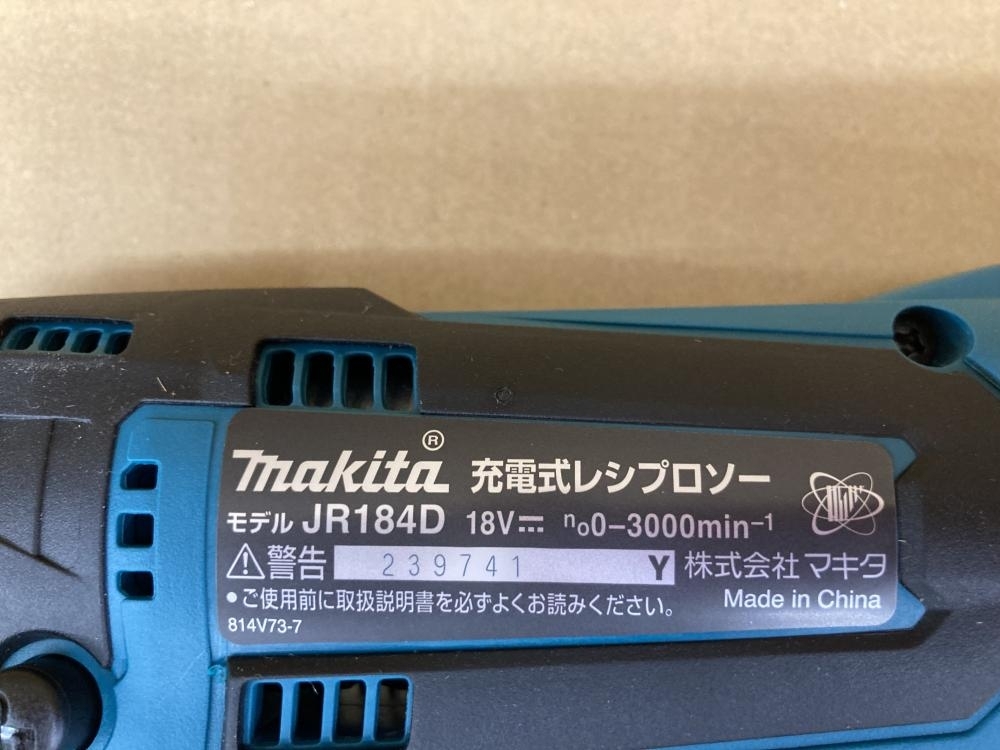 makita® 充電式レシプロソー
モデル JR184D 18V⎓ n₀0-3000min⁻¹
⚠警告 239741 Y 株式会社 マキタ
•ご使用前に取扱説明書を必ずよくお読みください。 Made in China
814V73-7